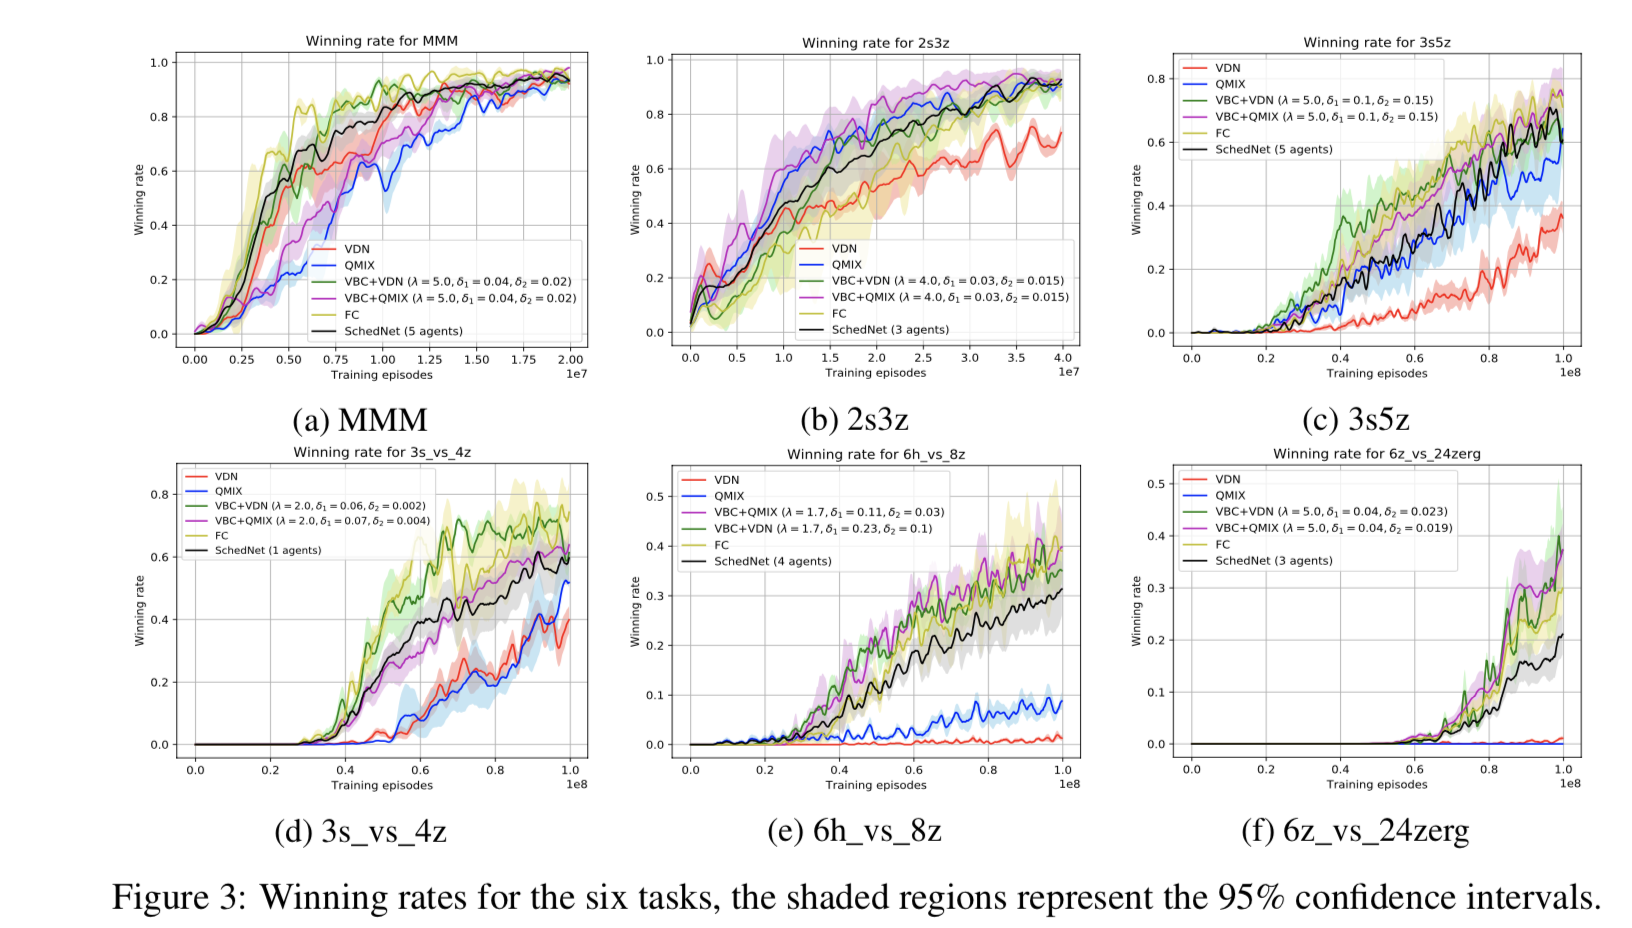 Winning rate for MMM
Winning rate
1.0
0.8
0.6
0.4
0.2
0.0
VDN
QMIX
VBC+VDN (λ = 5.0, δ₁ = 0.04, δ₂ = 0.02)
VBC+QMIX (λ = 5.0, δ₁ = 0.04, δ₂ = 0.02)
FC
SchedNet (5 agents)
0.00 0.25 0.50 0.75 1.00 1.25 1.50 1.75 2.00
Training episodes
1e7
(a) MMM
Winning rate for 2s3z
Winning rate
1.0
0.8
0.6
0.4
0.2
0.0
VDN
QMIX
VBC+VDN (λ = 4.0, δ₁ = 0.03, δ₂ = 0.015)
VBC+QMIX (λ = 4.0, δ₁ = 0.03, δ₂ = 0.015)
FC
SchedNet (3 agents)
0.0 0.5 1.0 1.5 2.0 2.5 3.0 3.5 4.0
Training episodes
1e7
(b) 2s3z
Winning rate for 3s5z
Winning rate
0.8
0.6
0.4
0.2
0.0
VDN
QMIX
VBC+VDN (λ = 5.0, δ₁ = 0.1, δ₂ = 0.15)
VBC+QMIX (λ = 5.0, δ₁ = 0.1, δ₂ = 0.15)
FC
SchedNet (5 agents)
0.0 0.2 0.4 0.6 0.8 1.0
Training episodes
1e8
(c) 3s5z
Winning rate for 3s_vs_4z
Winning rate
0.8
0.6
0.4
0.2
0.0
VDN
QMIX
VBC+VDN (λ = 2.0, δ₁ = 0.06, δ₂ = 0.002)
VBC+QMIX (λ = 2.0, δ₁ = 0.07, δ₂ = 0.004)
FC
SchedNet (1 agents)
0.0 0.2 0.4 0.6 0.8 1.0
Training episodes
1e8
(d) 3s_vs_4z
Winning rate for 6h_vs_8z
Winning rate
0.5
0.4
0.3
0.2
0.1
0.0
VDN
QMIX
VBC+QMIX (λ = 1.7, δ₁ = 0.11, δ₂ = 0.03)
VBC+VDN (λ = 1.7, δ₁ = 0.23, δ₂ = 0.1)
FC
SchedNet (4 agents)
0.0 0.2 0.4 0.6 0.8 1.0
Training episodes
1e8
(e) 6h_vs_8z
Winning rate for 6z_vs_24zerg
Winning rate
0.5
0.4
0.3
0.2
0.1
0.0
VDN
QMIX
VBC+VDN (λ = 5.0, δ₁ = 0.04, δ₂ = 0.023)
VBC+QMIX (λ = 5.0, δ₁ = 0.04, δ₂ = 0.019)
FC
SchedNet (3 agents)
0.0 0.2 0.4 0.6 0.8 1.0
Training episodes
1e8
(f) 6z_vs_24zerg
Figure 3: Winning rates for the six tasks, the shaded regions represent the 95% confidence intervals.